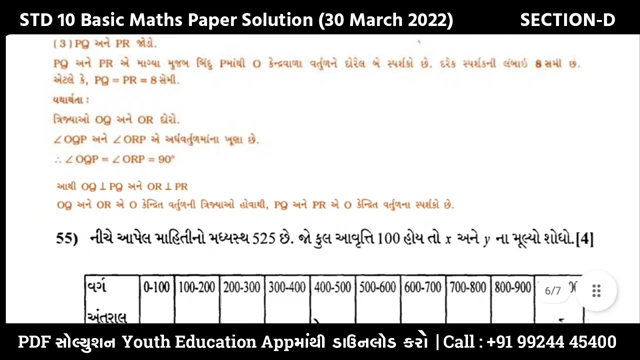 STD 10 Basic Maths Paper Solution (30 March 2022) SECTION-D
(3) PQ અને PR જોડો.
PQ અને PR એ માગ્યા મુજબ બિંદુ Pમાંથી O કેન્દ્રવાળા વર્તુળને દોરેલ બે સ્પર્શકો છે. દરેક સ્પર્શકની લંબાઈ 8 સમી છે.
એટલે કે, PQ = PR = 8 સેમી.
યથાર્થતા :
ત્રિજ્યાઓ OQ અને OR દોરો.
∠OQP અને ∠ORP એ અર્ધવર્તુળમાંના ખૂણા છે.
∴ ∠OQP = ∠ORP = 90°
આથી OQ ⊥ PQ અને OR ⊥ PR
OQ અને OR એ O કેન્દ્રિત વર્તુળની ત્રિજ્યાઓ હોવાથી, PQ અને PR એ O કેન્દ્રિત વર્તુળના સ્પર્શકો છે.
55) નીચે આપેલ માહિતીનો મધ્યસ્થ 525 છે. જો કુલ આવૃત્તિ 100 હોય તો x અને y ના મૂલ્યો શોધો.[4]
વર્ગ 0-100 100-200 200-300 300-400 400-500 500-600 600-700 700-800 800-900
6/7
અંતરાલ
PDF સોલ્યુશન Youth Education Appમાંથી ડાઉનલોડ કરો | Call : +91 99244 45400